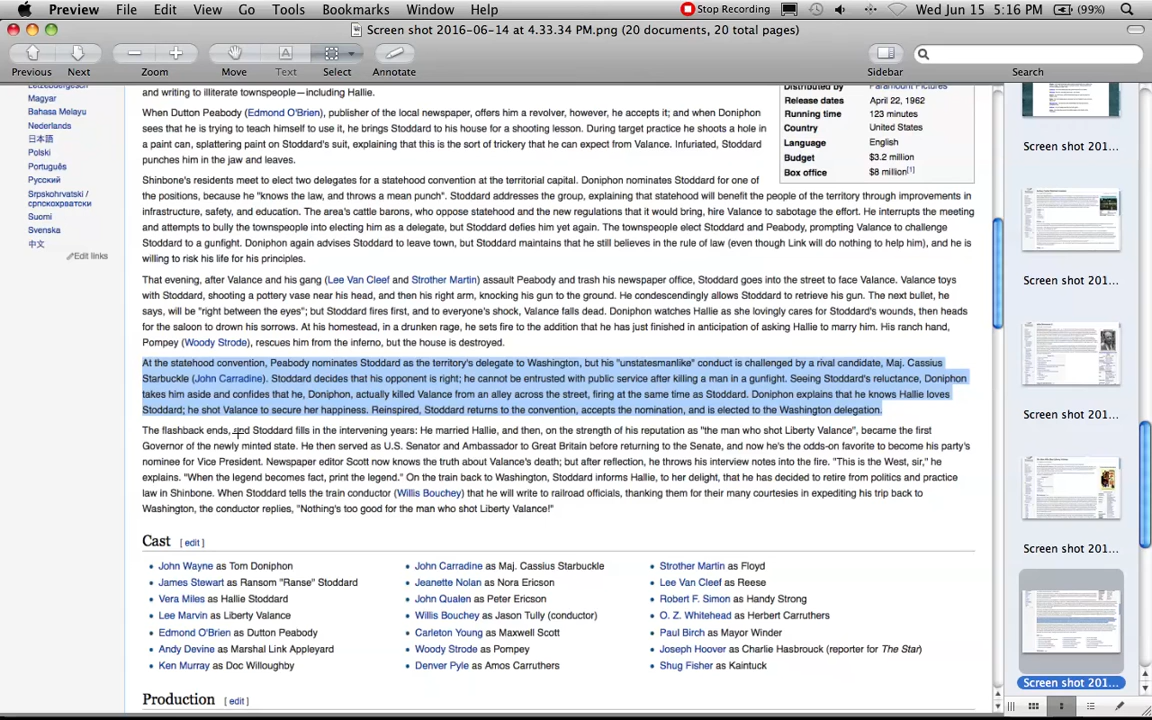 Preview File Edit View Go Tools Bookmarks Window Help Stop Recording Wed Jun 15 5:16 PM (99%)
Screen shot 2016-06-14 at 4.33.34 PM.png (20 documents, 20 total pages)
Previous Next Zoom Move Text Select Annotate Sidebar Search
Lëtzebuergesch
Magyar
Bahasa Melayu
Nederlands
日本語
Polski
Português
Русский
Srpskohrvatski /
српскохрватски
Suomi
Svenska
中文
Edit links
and writing to illiterate townspeople—including Hallie.
When Dutton Peabody (Edmond O'Brien), publisher of the local newspaper, offers him a revolver, however, he accepts it; and when Doniphon
sees that he is trying to teach himself to use it, he brings Stoddard to his house for a shooting lesson. During target practice he shoots a hole in
a paint can, splattering paint on Stoddard's suit, explaining that this is the sort of trickery that he can expect from Valance. Infuriated, Stoddard
punches him in the jaw and leaves.
Distributed by Paramount Pictures
Release dates April 22, 1962
Running time 123 minutes
Country United States
Language English
Budget $3.2 million
Box office $8 million[1]
Shinbone's residents meet to elect two delegates for a statehood convention at the territorial capital. Doniphon nominates Stoddard for one of
the positions, because he "knows the law, and throws a mean punch". Stoddard addresses the group, explaining that statehood will benefit the people of the territory through improvements in
infrastructure, safety, and education. The area's cattle barons, who oppose statehood and the new regulations that it would bring, hire Valance to sabotage the effort. He interrupts the meeting
and attempts to bully the townspeople into electing him as a delegate, but Stoddard defies him yet again. The townspeople elect Stoddard and Peabody, prompting Valance to challenge
Stoddard to a gunfight. Doniphon again advises Stoddard to leave town, but Stoddard maintains that he still believes in the rule of law (even though Link will do nothing to help him), and he is
willing to risk his life for his principles.
That evening, after Valance and his gang (Lee Van Cleef and Strother Martin) assault Peabody and trash his newspaper office, Stoddard goes into the street to face Valance. Valance toys
with Stoddard, shooting a pottery vase near his head, and then his right arm, knocking his gun to the ground. He condescendingly allows Stoddard to retrieve his gun. The next bullet, he
says, will be "right between the eyes"; but Stoddard fires first, and to everyone's shock, Valance falls dead. Doniphon watches Hallie as she lovingly cares for Stoddard's wounds, then heads
for the saloon to drown his sorrows. At his homestead, in a drunken rage, he sets fire to the addition that he has just finished in anticipation of asking Hallie to marry him. His ranch hand,
Pompey (Woody Strode), rescues him from the inferno, but the house is destroyed.
At the statehood convention, Peabody nominates Stoddard as the territory's delegate to Washington, but his "unstatesmanlike" conduct is challenged by a rival candidate, Maj. Cassius
Starbuckle (John Carradine). Stoddard decides that his opponent is right; he cannot be entrusted with public service after killing a man in a gunfight. Seeing Stoddard's reluctance, Doniphon
takes him aside and confides that he, Doniphon, actually killed Valance from an alley across the street, firing at the same time as Stoddard. Doniphon explains that he knows Hallie loves
Stoddard; he shot Valance to secure her happiness. Reinspired, Stoddard returns to the convention, accepts the nomination, and is elected to the Washington delegation.
The flashback ends, and Stoddard fills in the intervening years: He married Hallie, and then, on the strength of his reputation as "the man who shot Liberty Valance", became the first
Governor of the newly minted state. He then served as U.S. Senator and Ambassador to Great Britain before returning to the Senate, and now he's the odds-on favorite to become his party's
nominee for Vice President. Newspaper editor Scott now knows the truth about Valance's death; but after reflection, he throws his interview notes into the fire. "This is the West, sir," he
explains. "When the legend becomes fact, print the legend." On the train back to Washington, Stoddard informs Hallie, to her delight, that he has decided to retire from politics and practice
law in Shinbone. When Stoddard tells the train conductor (Willis Bouchey) that he will write to railroad officials, thanking them for their many courtesies in expediting his trip back to
Washington, the conductor replies, "Nothing's too good for the man who shot Liberty Valance!"
Cast [ edit ]
John Wayne as Tom Doniphon
James Stewart as Ransom "Ranse" Stoddard
Vera Miles as Hallie Stoddard
Lee Marvin as Liberty Valance
Edmond O'Brien as Dutton Peabody
Andy Devine as Marshal Link Appleyard
Ken Murray as Doc Willoughby
John Carradine as Maj. Cassius Starbuckle
Jeanette Nolan as Nora Ericson
John Qualen as Peter Ericson
Willis Bouchey as Jason Tully (conductor)
Carleton Young as Maxwell Scott
Woody Strode as Pompey
Denver Pyle as Amos Carruthers
Strother Martin as Floyd
Lee Van Cleef as Reese
Robert F. Simon as Handy Strong
O. Z. Whitehead as Herbert Carruthers
Paul Birch as Mayor Winder
Joseph Hoover as Charlie Hasbrouck (reporter for The Star)
Shug Fisher as Kaintuck
Production [ edit ]
Screen shot 201...
Screen shot 201...
Screen shot 201...
Screen shot 201...
Screen shot 201...